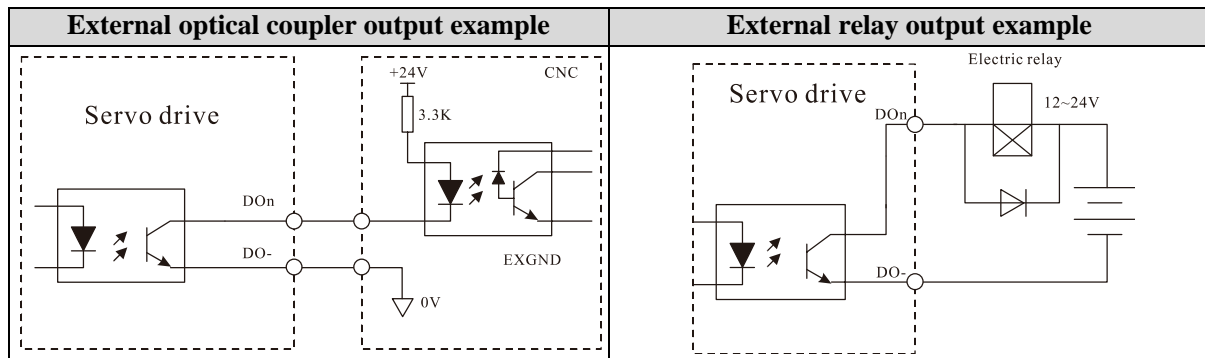 External optical coupler output example
External relay output example
Servo drive
+24V
CNC
3.3K
DOn
DO-
EXGND
0V
Electric relay
Servo drive
12~24V
DOn
DO-